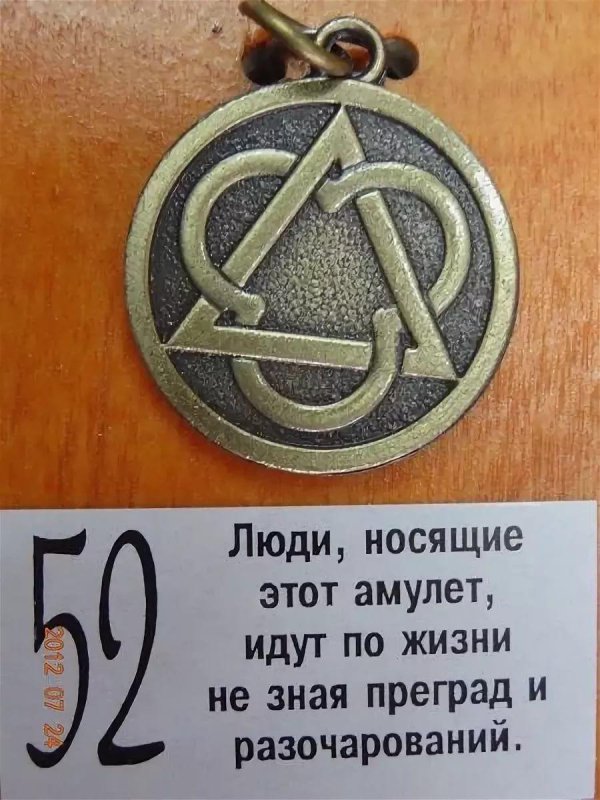 52
Люди, носящие
этот амулет,
идут по жизни
не зная преград и
разочарований.
2012 07 24